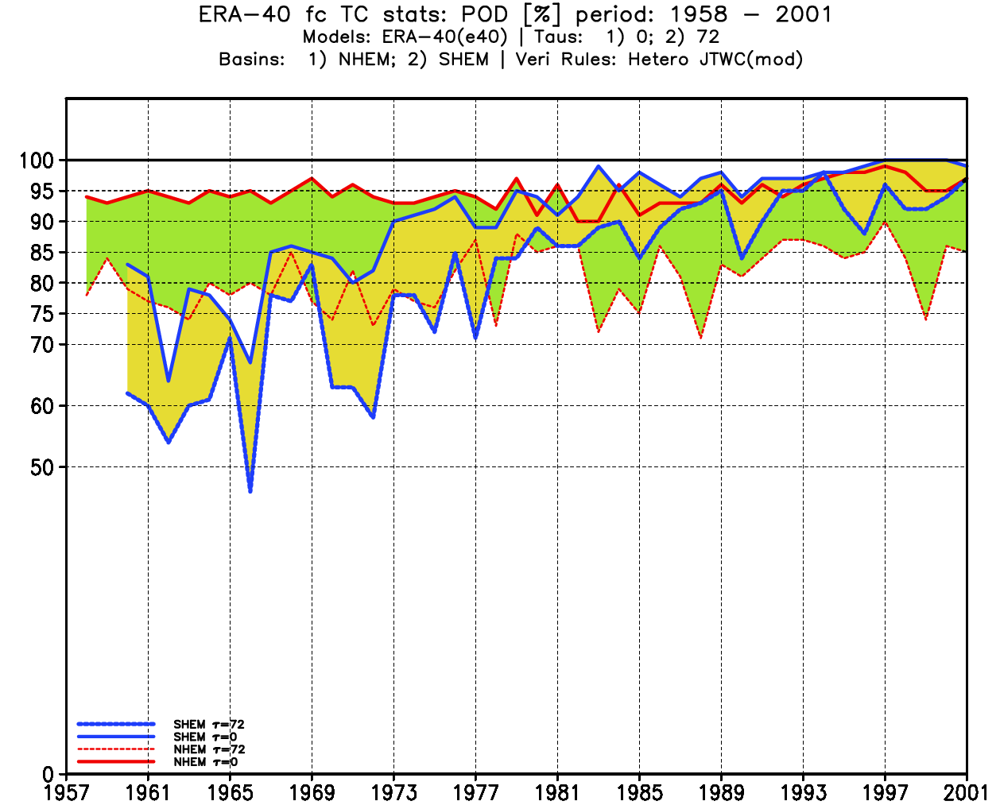 ERA-40 fc TC stats: POD [%] period: 1958 - 2001
Models: ERA-40(e40) | Taus: 1) 0; 2) 72
Basins: 1) NHEM; 2) SHEM | Veri Rules: Hetero JTWC(mod)
100
95
90
85
80
75
70
60
50
0
SHEM τ=72
SHEM τ=0
NHEM τ=72
NHEM τ=0
1957 1961 1965 1969 1973 1977 1981 1985 1989 1993 1997 2001